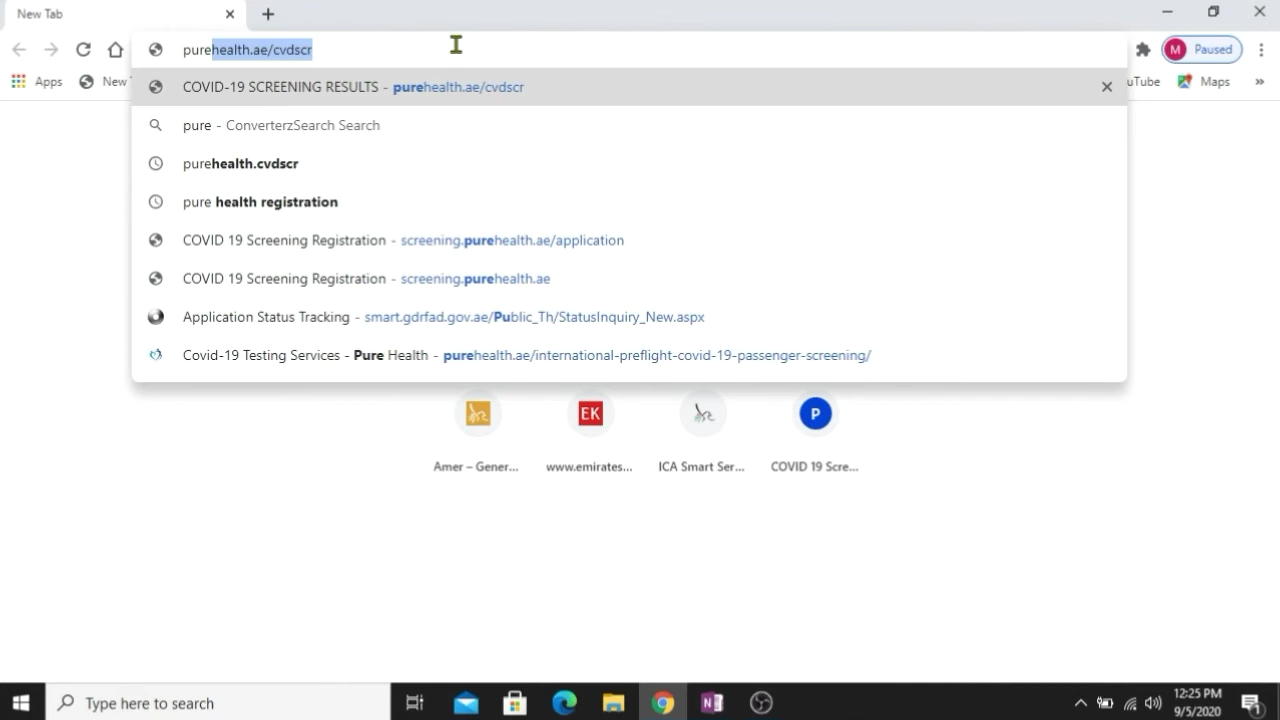 New Tab
purehealth.ae/cvdscr
M Paused
Apps
New
uTube
Maps
»
COVID-19 SCREENING RESULTS - purehealth.ae/cvdscr
pure - ConverterzSearch Search
purehealth.cvdscr
pure health registration
COVID 19 Screening Registration - screening.purehealth.ae/application
COVID 19 Screening Registration - screening.purehealth.ae
Application Status Tracking - smart.gdrfad.gov.ae/Public_Th/StatusInquiry_New.aspx
Covid-19 Testing Services - Pure Health - purehealth.ae/international-preflight-covid-19-passenger-screening/
EK
P
Amer – Gener...
www.emirates...
ICA Smart Ser...
COVID 19 Scre...
Type here to search
N
12:25 PM
9/5/2020
1